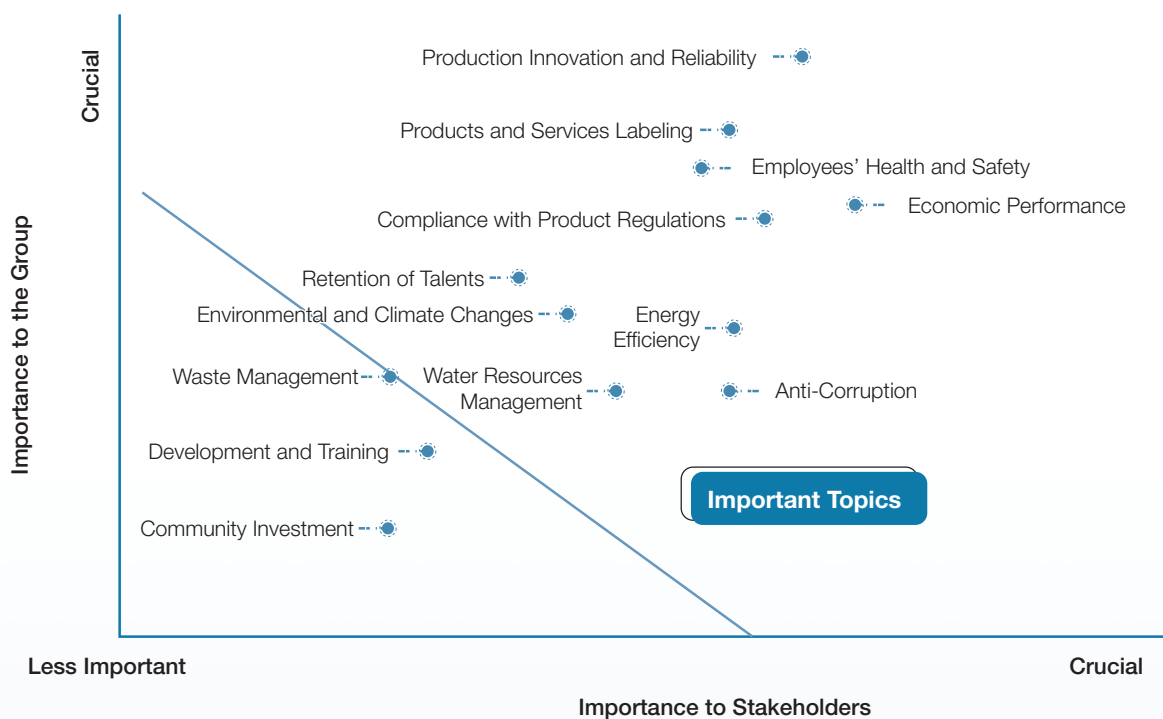 Crucial
Importance to the Group
Production Innovation and Reliability
Products and Services Labeling
Employees’ Health and Safety
Economic Performance
Compliance with Product Regulations
Retention of Talents
Environmental and Climate Changes
Energy
Efficiency
Waste Management
Water Resources
Management
Anti-Corruption
Development and Training
Important Topics
Community Investment
Less Important
Crucial
Importance to Stakeholders